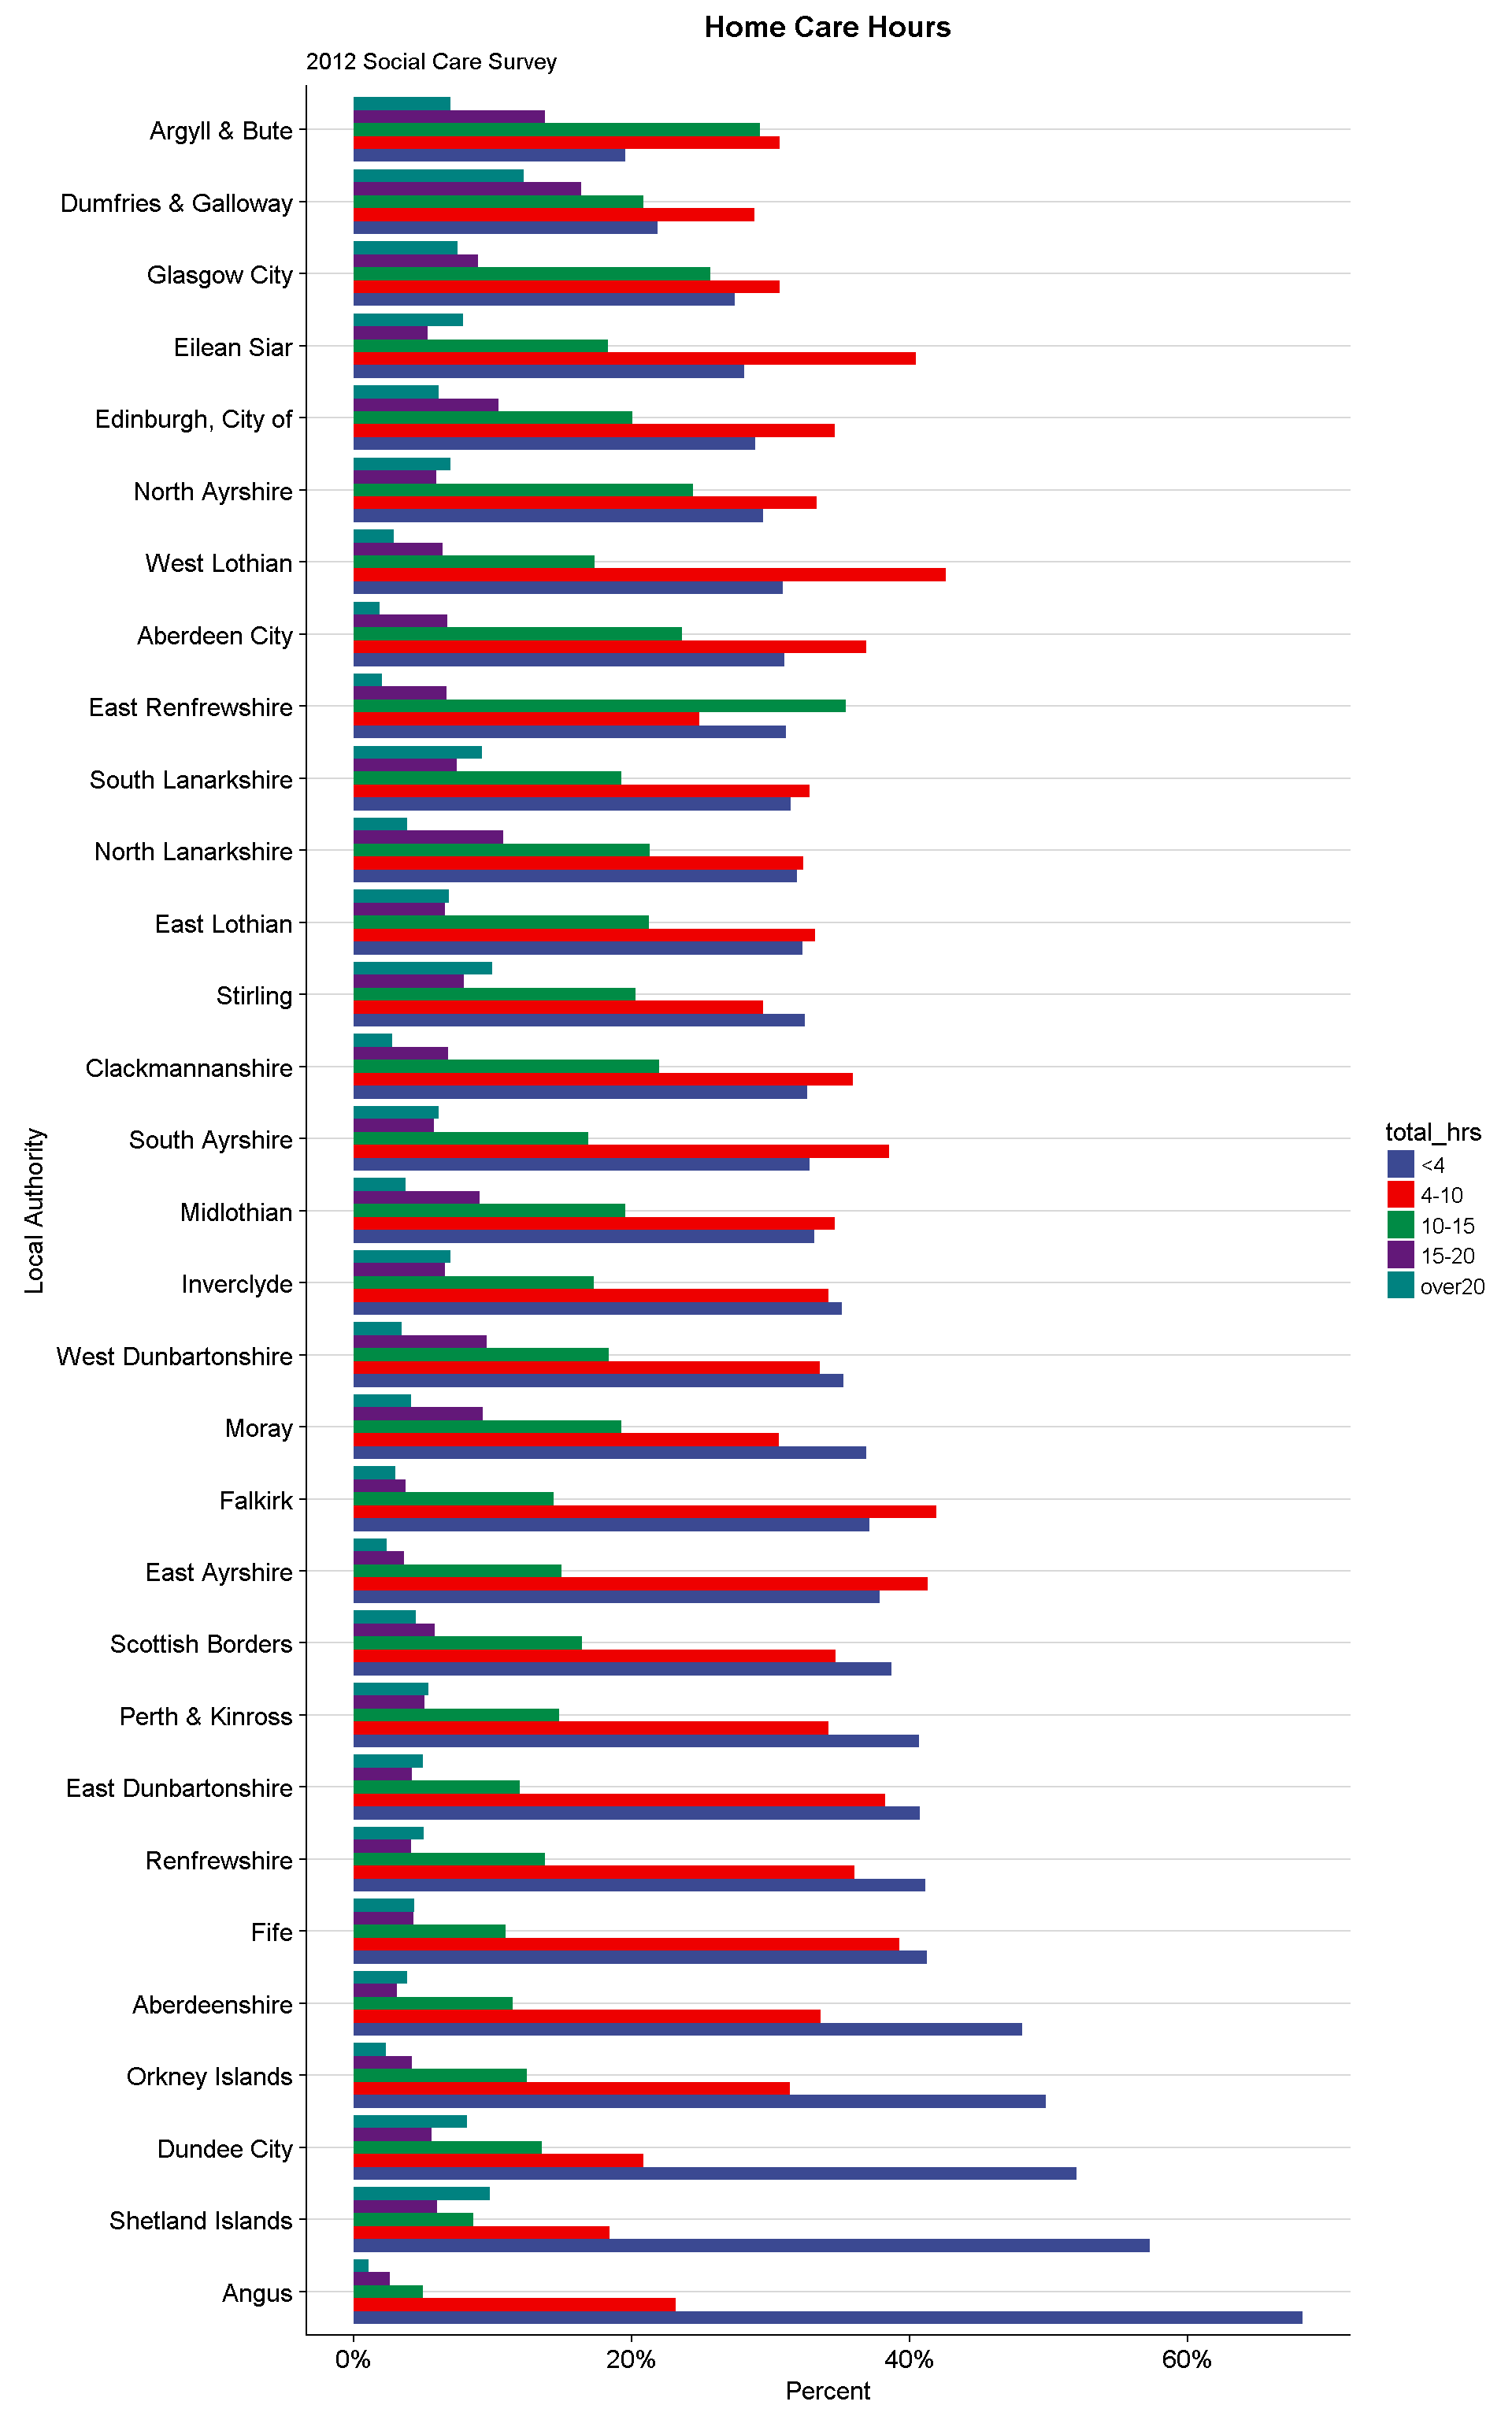 Home Care Hours
2012 Social Care Survey
Argyll & Bute
Dumfries & Galloway
Glasgow City
Eilean Siar
Edinburgh, City of
North Ayrshire
West Lothian
Aberdeen City
East Renfrewshire
South Lanarkshire
North Lanarkshire
East Lothian
Stirling
Clackmannanshire
South Ayrshire
Midlothian
Inverclyde
West Dunbartonshire
Moray
Falkirk
East Ayrshire
Scottish Borders
Perth & Kinross
East Dunbartonshire
Renfrewshire
Fife
Aberdeenshire
Orkney Islands
Dundee City
Shetland Islands
Angus
Local Authority
0% 20% 40% 60%
Percent
total_hrs
<4
4-10
10-15
15-20
over20